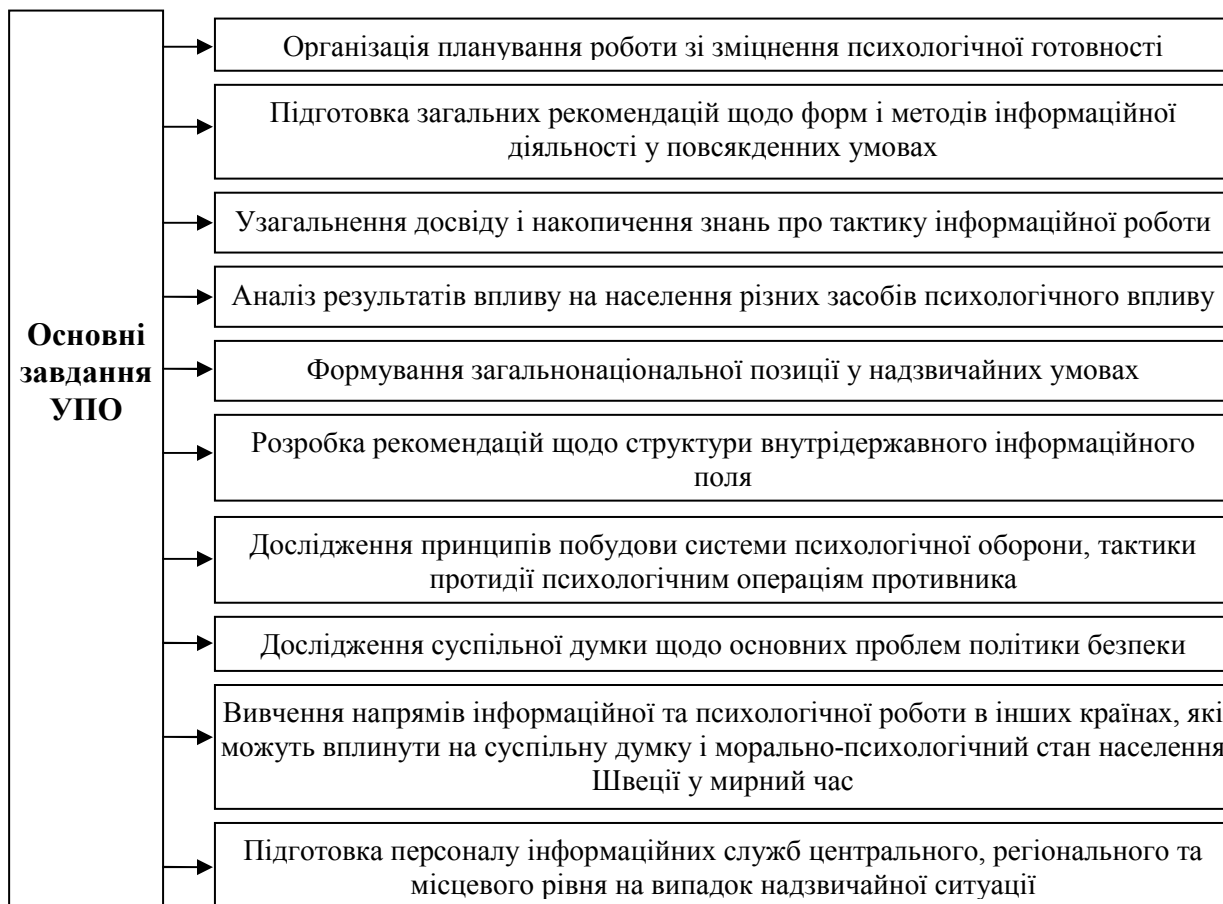 Основні
завдання
УПО
Організація планування роботи зі зміцнення психологічної готовності
Підготовка загальних рекомендацій щодо форм і методів інформаційної
діяльності у повсякденних умовах
Узагальнення досвіду і накопичення знань про тактику інформаційної роботи
Аналіз результатів впливу на населення різних засобів психологічного впливу
Формування загальнонаціональної позиції у надзвичайних умовах
Розробка рекомендацій щодо структури внутрідержавного інформаційного
поля
Дослідження принципів побудови системи психологічної оборони, тактики
протидії психологічним операціям противника
Дослідження суспільної думки щодо основних проблем політики безпеки
Вивчення напрямів інформаційної та психологічної роботи в інших країнах, які
можуть вплинути на суспільну думку і морально-психологічний стан населення
Швеції у мирний час
Підготовка персоналу інформаційних служб центрального, регіонального та
місцевого рівня на випадок надзвичайної ситуації